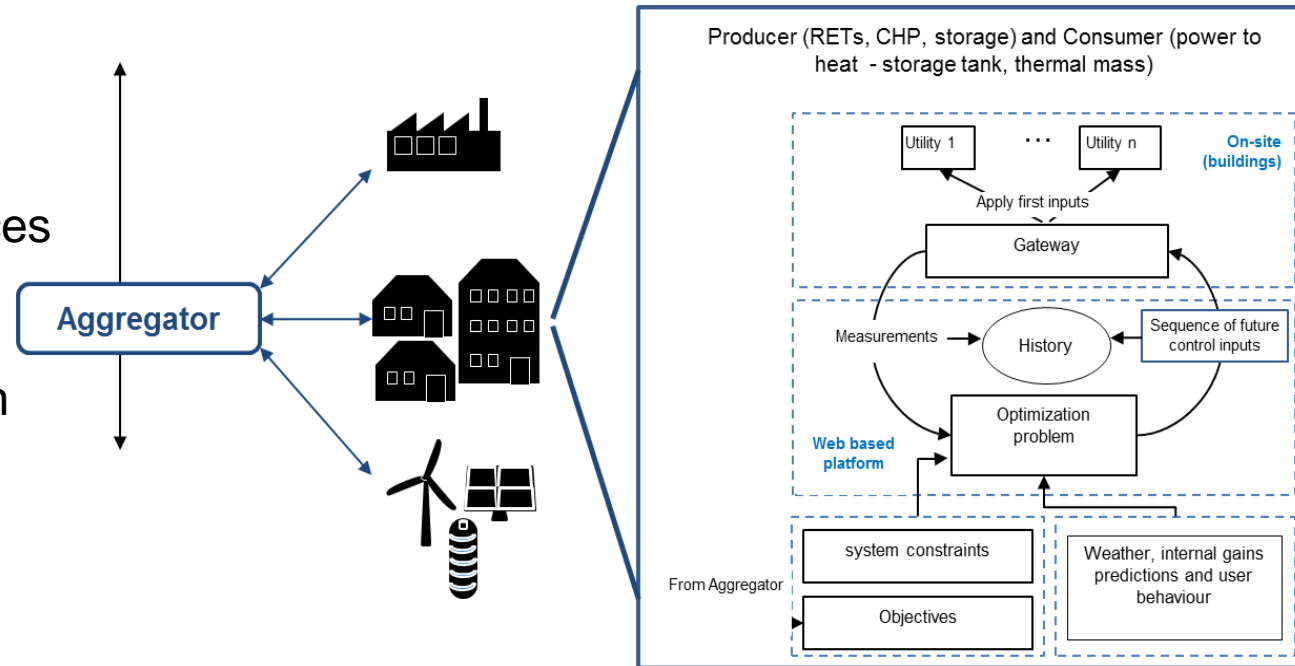 ces
Aggregator
n
Producer (RETs, CHP, storage) and Consumer (power to
heat - storage tank, thermal mass)
Utility 1
...
Utility n
On-site
(buildings)
Apply first inputs
Gateway
Measurements
History
Sequence of future
control inputs
Optimization
problem
Web based
platform
system constraints
From Aggregator
Objectives
Weather, internal gains
predictions and user
behaviour